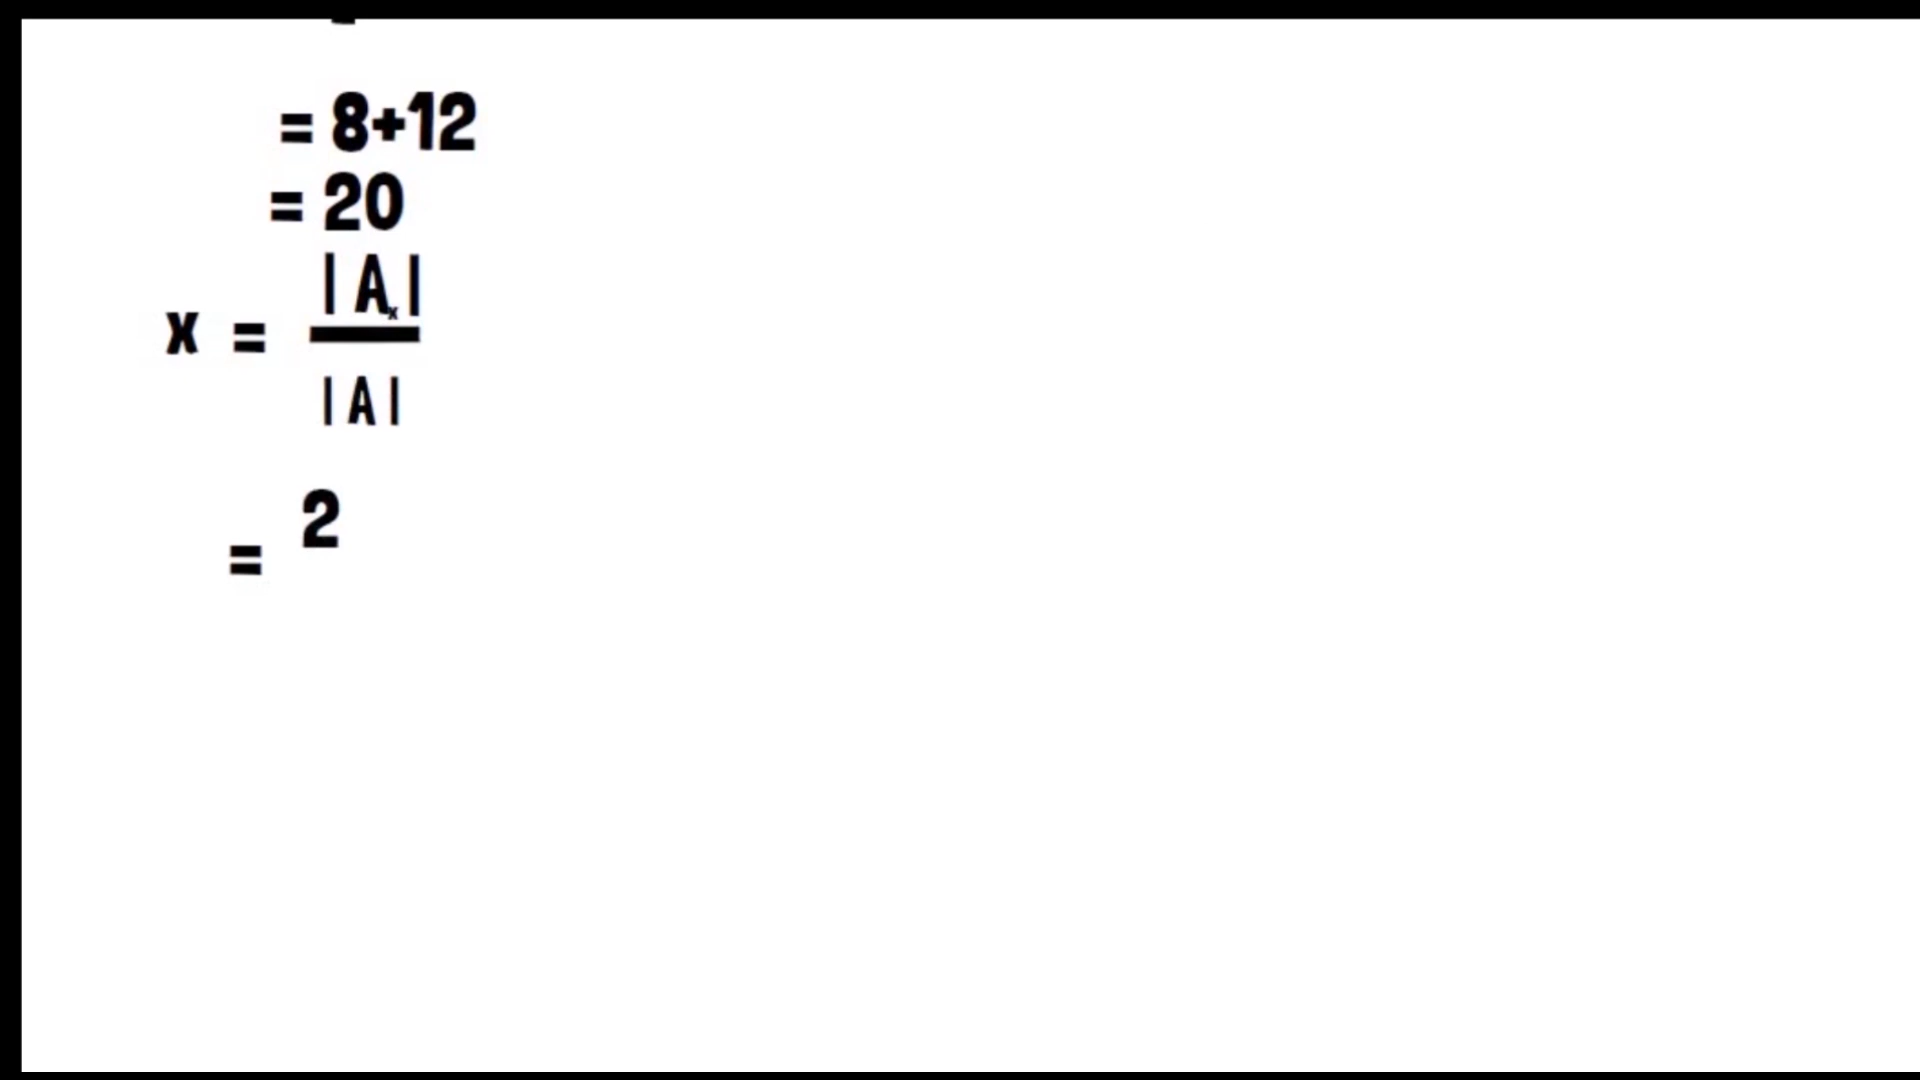 = 8+12
= 20
x = |Aₓ|
|A|
= 2